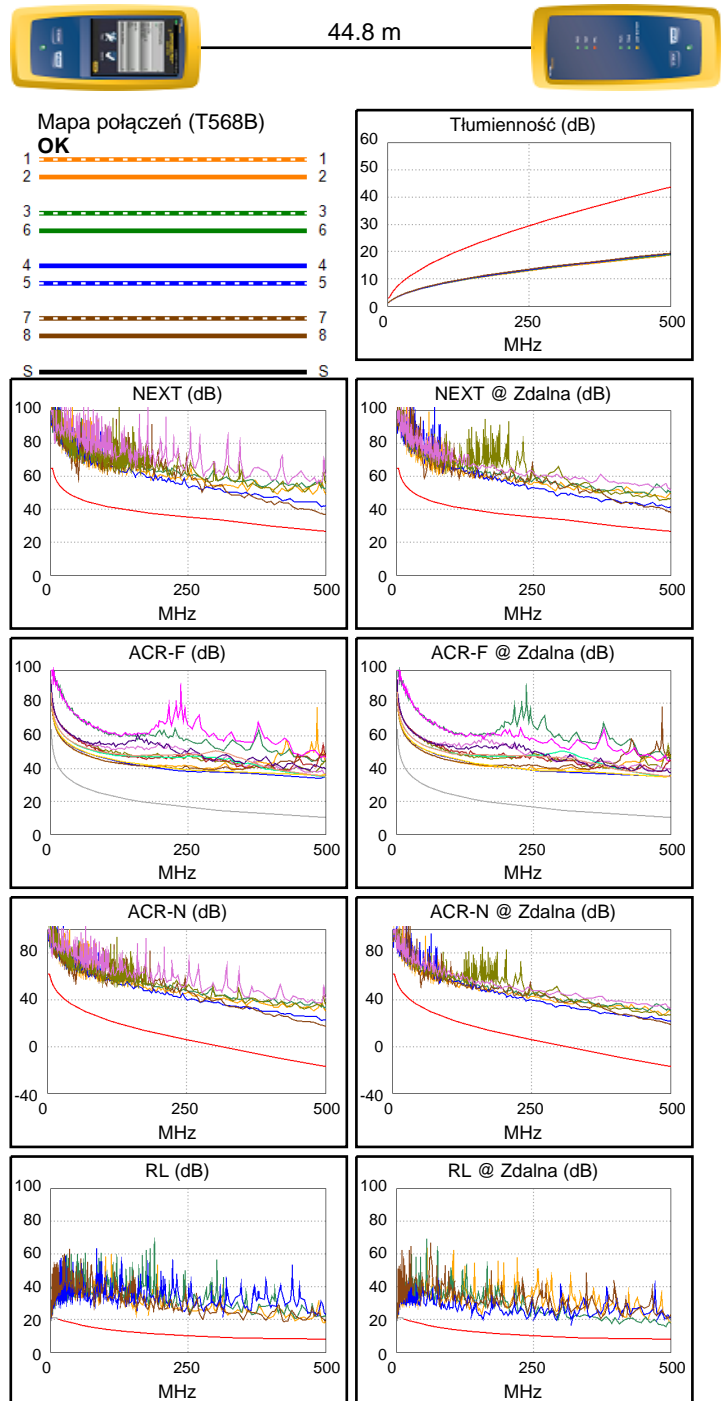 44.8 m
Mapa połączeń (T568B)
OK
1 1
2 2
3 3
6 6
4 4
5 5
7 7
8 8
S S
Tłumienność (dB)
60
50
40
30
20
10
0
0 250 500
MHz
NEXT (dB)
100
80
60
40
20
0
0 250 500
MHz
NEXT @ Zdalna (dB)
100
80
60
40
20
0
0 250 500
MHz
ACR-F (dB)
100
80
60
40
20
0
0 250 500
MHz
ACR-F @ Zdalna (dB)
100
80
60
40
20
0
0 250 500
MHz
ACR-N (dB)
80
40
0
-40
0 250 500
MHz
ACR-N @ Zdalna (dB)
80
40
0
-40
0 250 500
MHz
RL (dB)
100
80
60
40
20
0
0 250 500
MHz
RL @ Zdalna (dB)
100
80
60
40
20
0
0 250 500
MHz